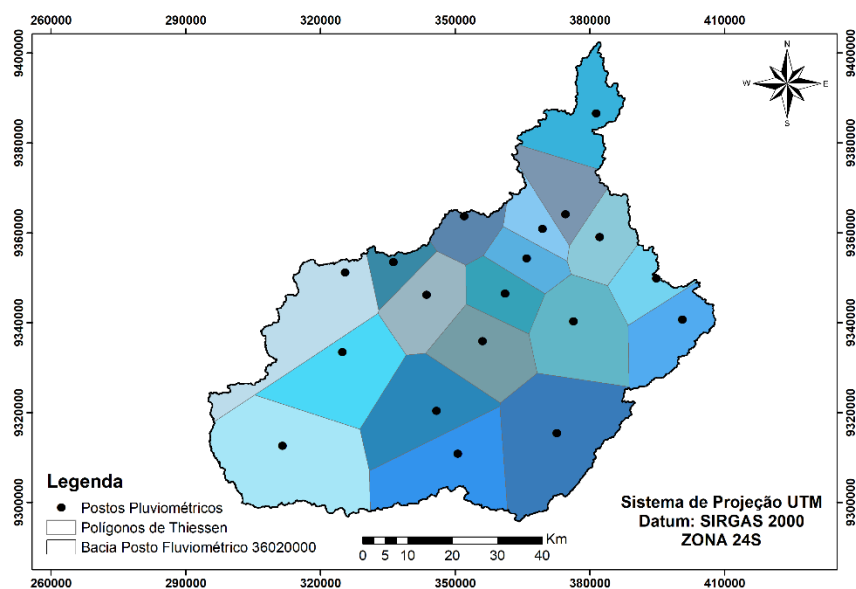 260000 290000 320000 350000 380000 410000
9400000 9400000
9380000 9380000
9360000 9360000
9340000 9340000
9320000 9320000
9300000 9300000
N
W E
S
Legenda
Postos Pluviométricos
Polígonos de Thiessen
Bacia Posto Fluviométrico 36020000
Km
0 5 10 20 30 40
Sistema de Projeção UTM
Datum: SIRGAS 2000
ZONA 24S
260000 290000 320000 350000 380000 410000